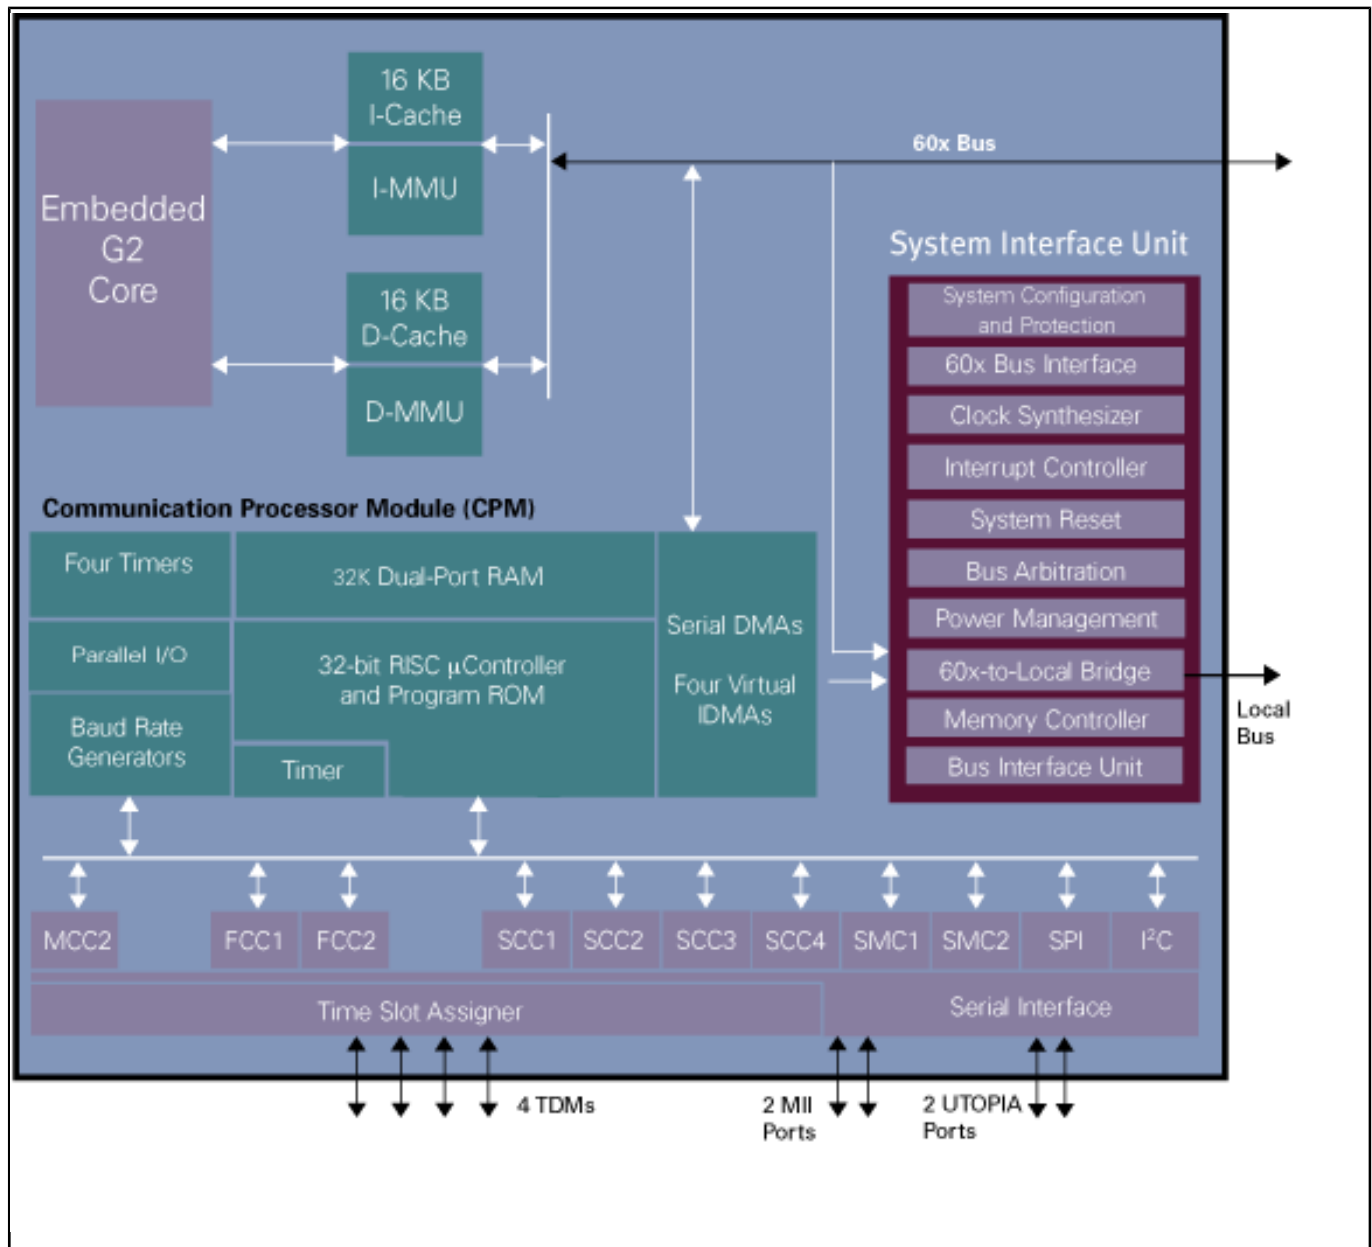 16 KB
I-Cache
I-MMU
60x Bus
Embedded
G2
Core
16 KB
D-Cache
D-MMU
System Interface Unit
System Configuration
and Protection
60x Bus Interface
Clock Synthesizer
Interrupt Controller
System Reset
Bus Arbitration
Power Management
60x-to-Local Bridge
Memory Controller
Bus Interface Unit
Local
Bus
Communication Processor Module (CPM)
Four Timers
Parallel I/O
Baud Rate
Generators
32K Dual-Port RAM
32-bit RISC µController
and Program ROM
Timer
Serial DMAs
Four Virtual
IDMAs
MCC2
FCC1
FCC2
SCC1
SCC2
SCC3
SCC4
SMC1
SMC2
SPI
I²C
Time Slot Assigner
Serial Interface
4 TDMs
2 MII
Ports
2 UTOPIA
Ports